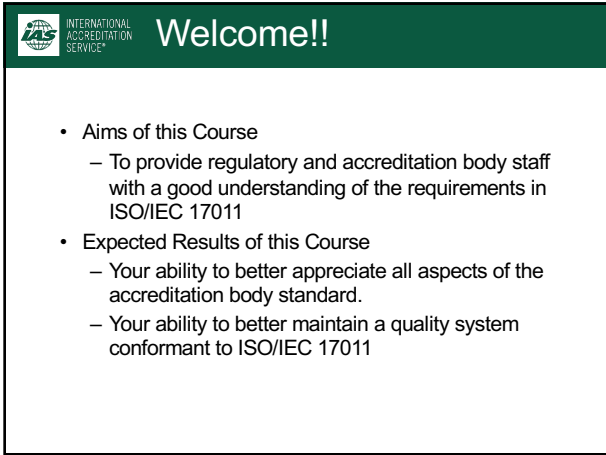 IAS
INTERNATIONAL
ACCREDITATION
SERVICE®
Welcome!!
• Aims of this Course
– To provide regulatory and accreditation body staff
with a good understanding of the requirements in
ISO/IEC 17011
• Expected Results of this Course
– Your ability to better appreciate all aspects of the
accreditation body standard.
– Your ability to better maintain a quality system
conformant to ISO/IEC 17011